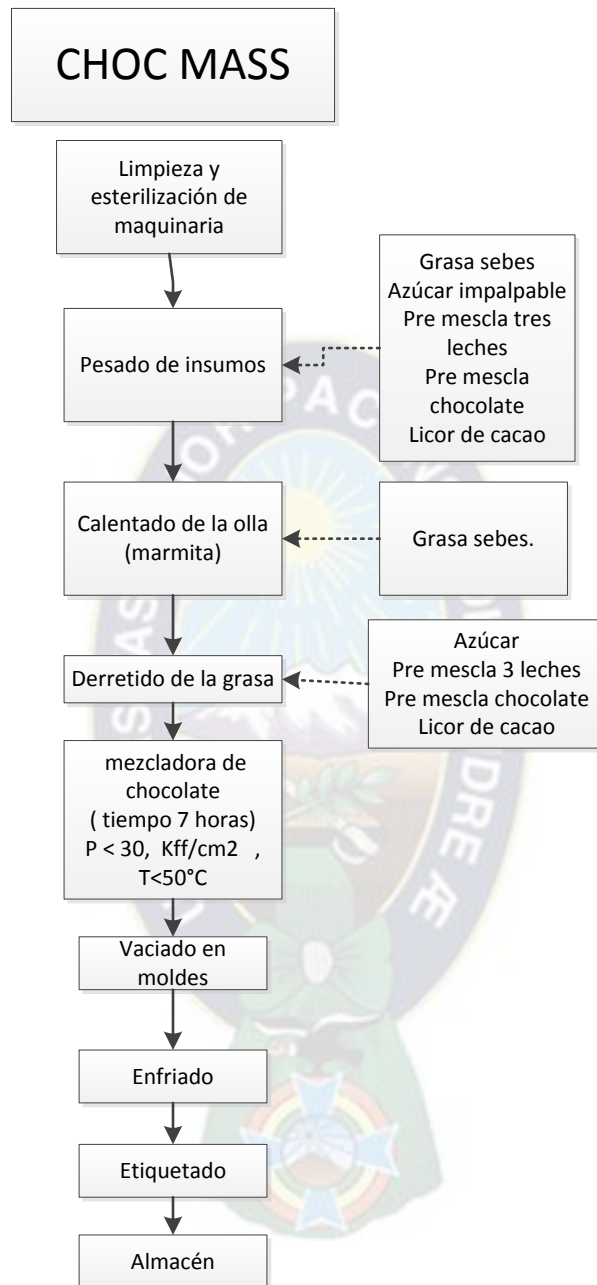 CHOC MASS
Limpieza y
esterilización de
maquinaria
Grasa sebes
Azúcar impalpable
Pre mescla tres
leches
Pre mescla
chocolate
Licor de cacao
Pesado de insumos
Calentado de la olla
(marmita)
Grasa sebes.
Azúcar
Pre mescla 3 leches
Pre mescla chocolate
Licor de cacao
Derretido de la grasa
mezcladora de
chocolate
( tiempo 7 horas)
P < 30, Kff/cm2 ,
T<50°C
Vaciado en
moldes
Enfriado
Etiquetado
Almacén